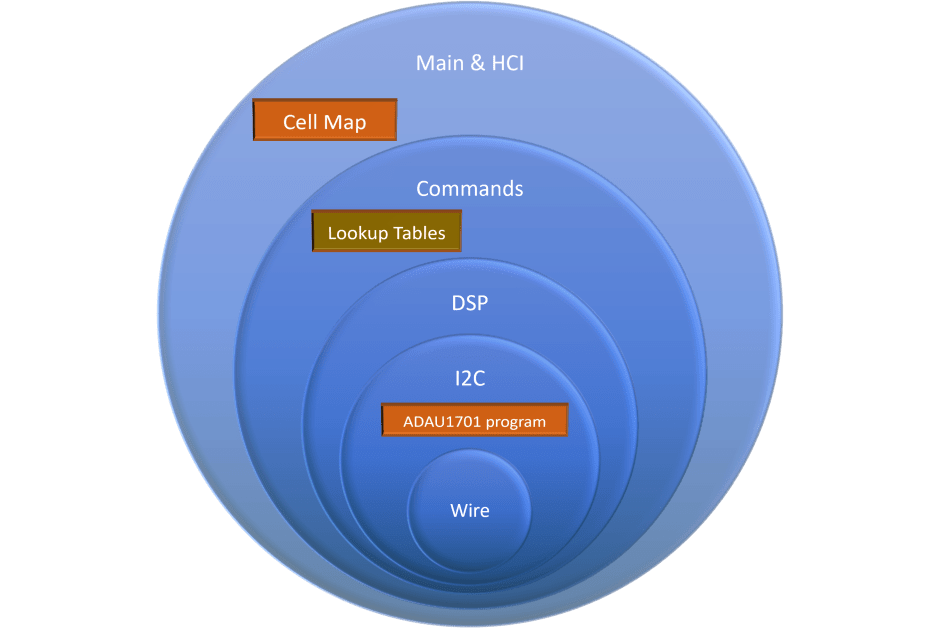 Main & HCI
Cell Map
Commands
Lookup Tables
DSP
I2C
ADAU1701 program
Wire